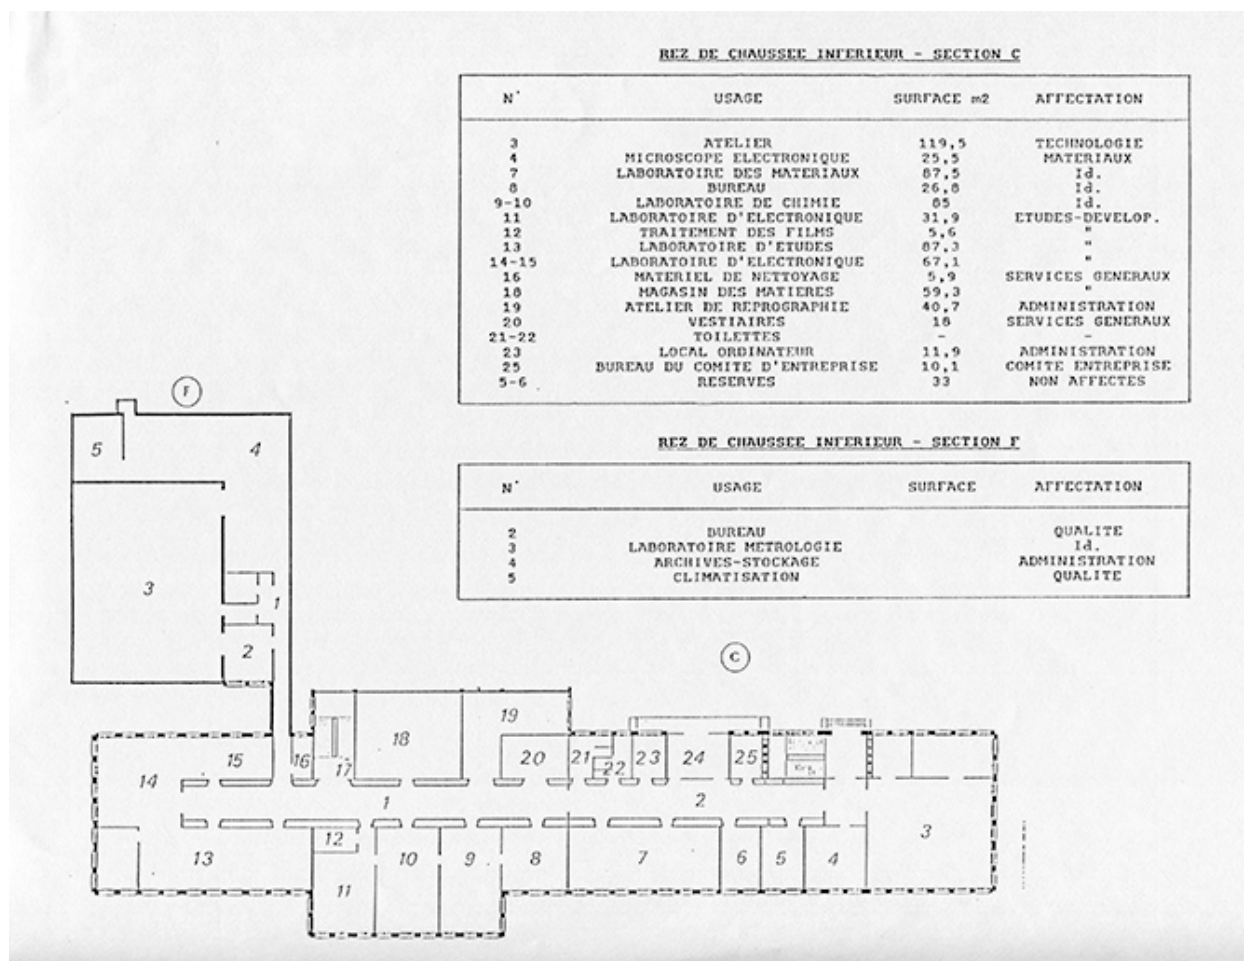 REZ DE CHAUSSEE INFERIEUR - SECTION C
N° USAGE SURFACE m2 AFFECTATION
3 ATELIER 119,5 TECHNOLOGIE
4 MICROSCOPE ELECTRONIQUE 25,5 MATERIAUX
7 LABORATOIRE DES MATERIAUX 87,5 Id.
8 BUREAU 26,8 Id.
9-10 LABORATOIRE DE CHIMIE 85 Id.
11 LABORATOIRE D'ELECTRONIQUE 31,9 ETUDES-DEVELOP.
12 TRAITEMENT DES FILMS 5,6 "
13 LABORATOIRE D'ETUDES 87,3 "
14-15 LABORATOIRE D'ELECTRONIQUE 67,1 "
16 MATERIEL DE NETTOYAGE 5,9 SERVICES GENERAUX
18 MAGASIN DES MATIERES 59,3 "
19 ATELIER DE REPROGRAPHIE 40,7 ADMINISTRATION
20 VESTIAIRES 18 SERVICES GENERAUX
21-22 TOILETTES - -
23 LOCAL ORDINATEUR 11,9 ADMINISTRATION
25 BUREAU DU COMITE D'ENTREPRISE 10,1 COMITE ENTREPRISE
5-6 RESERVES 33 NON AFFECTES
REZ DE CHAUSSEE INFERIEUR - SECTION F
N° USAGE SURFACE AFFECTATION
2 BUREAU QUALITE
3 LABORATOIRE METROLOGIE Id.
4 ARCHIVES-STOCKAGE ADMINISTRATION
5 CLIMATISATION QUALITE
F
5 4
3
1
2
C
19
18
15 16 17 20 21 22 23 24 25
14
1 2
3
12
13 10 9 8 7 6 5 4
11